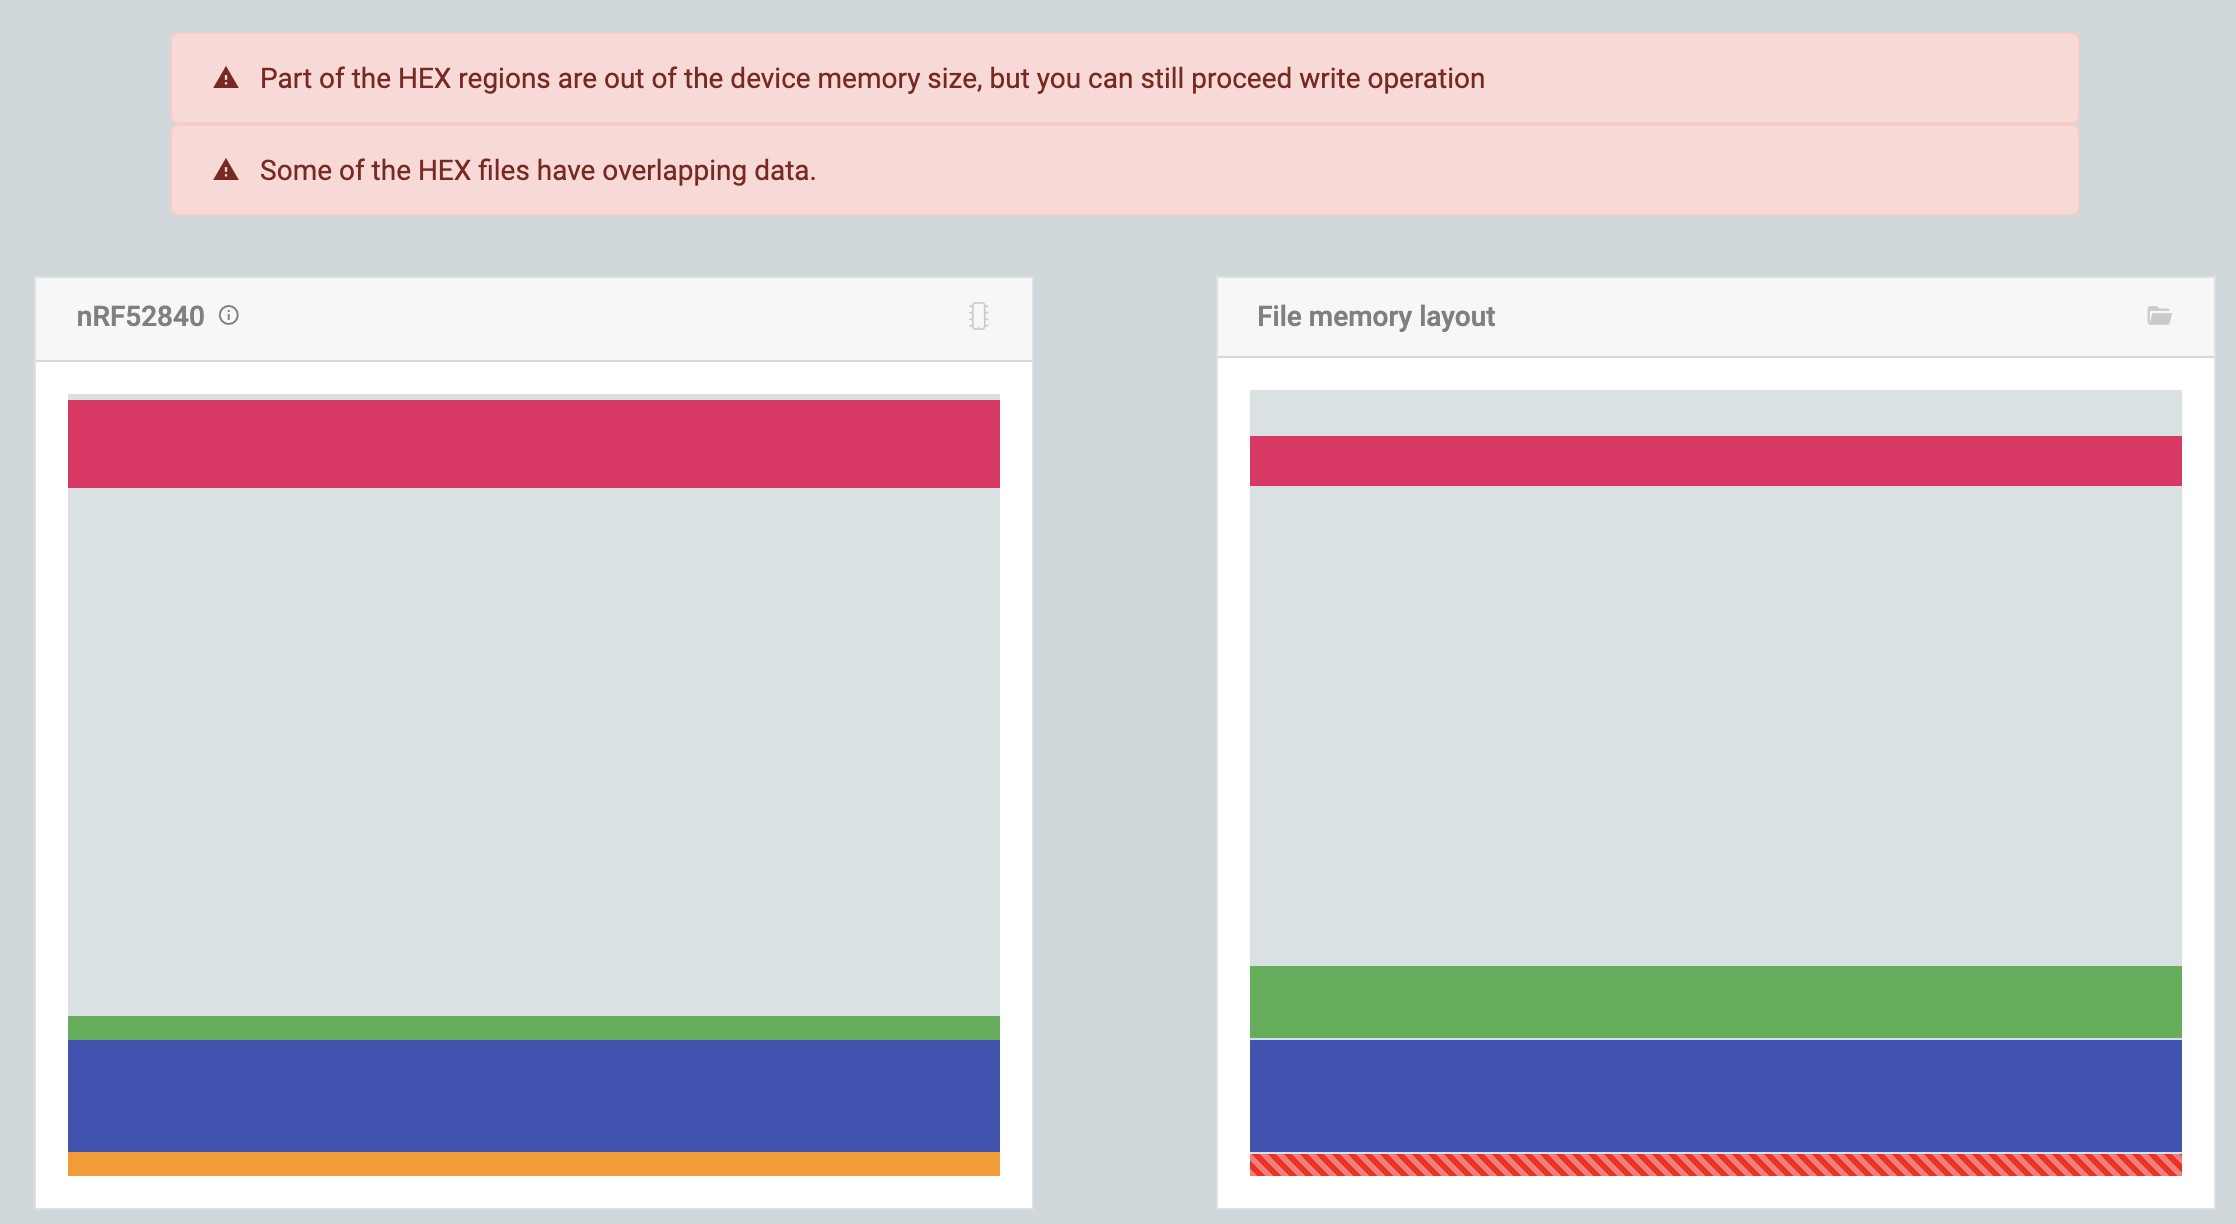 Part of the HEX regions are out of the device memory size, but you can still proceed write operation
Some of the HEX files have overlapping data.
nRF52840
File memory layout